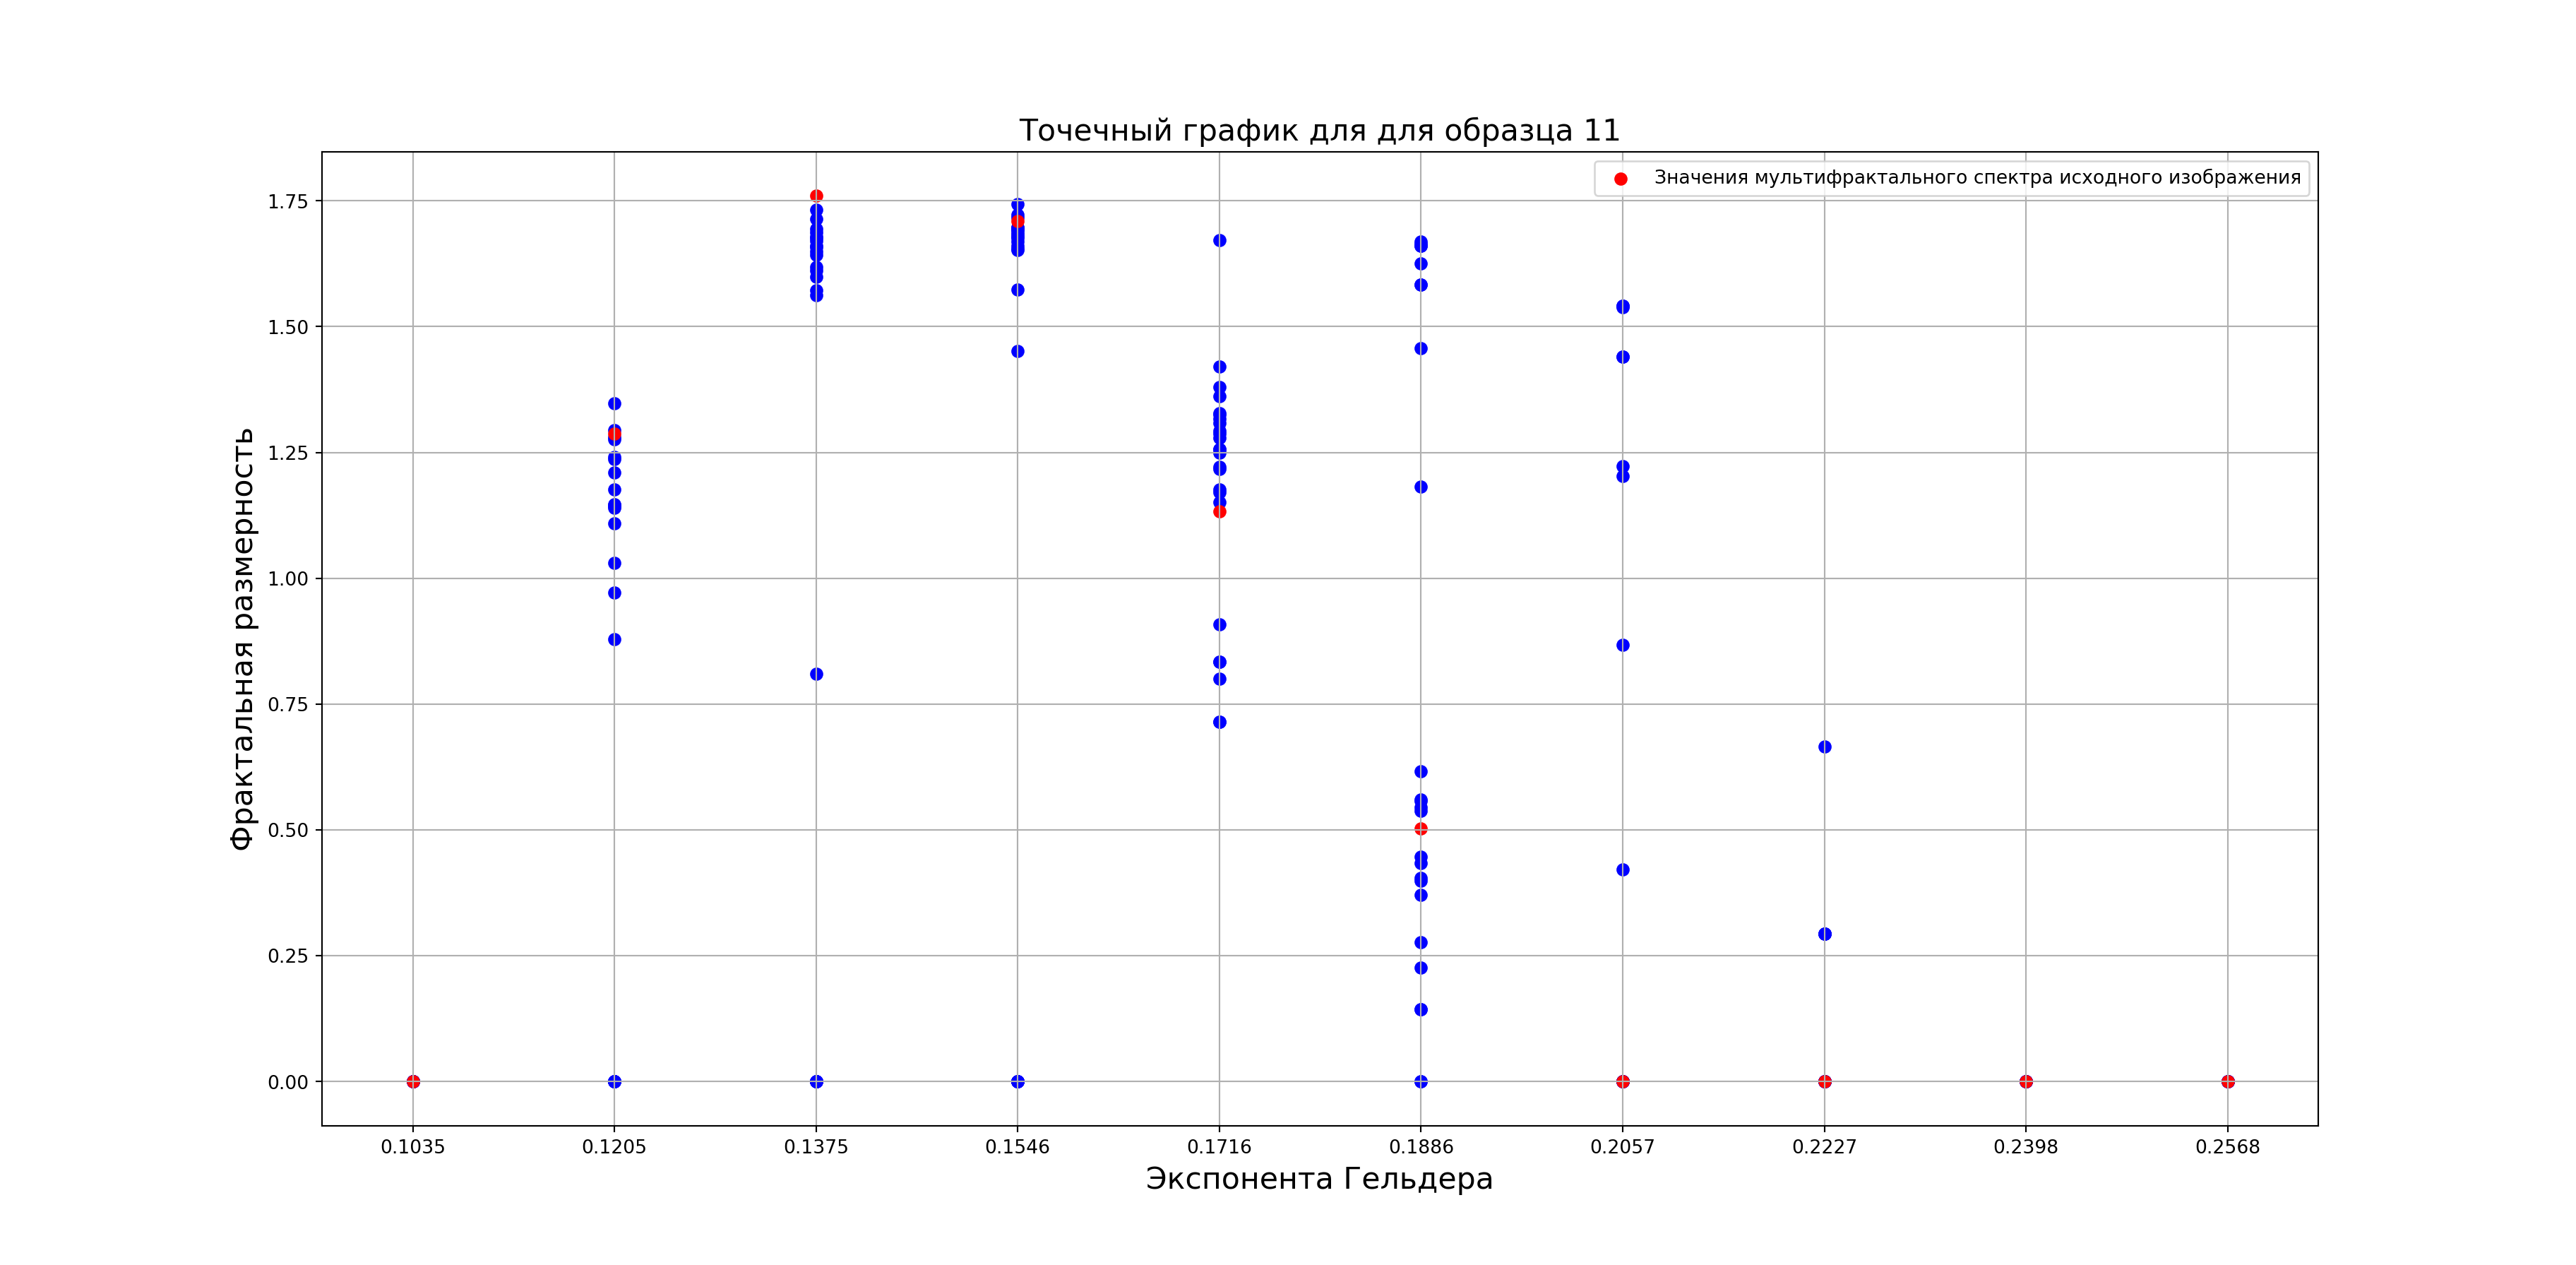 Точечный график для для образца 11
Значения мультифрактального спектра исходного изображения
Фрактальная размерность
1.75
1.50
1.25
1.00
0.75
0.50
0.25
0.00
0.1035 0.1205 0.1375 0.1546 0.1716 0.1886 0.2057 0.2227 0.2398 0.2568
Экспонента Гельдера